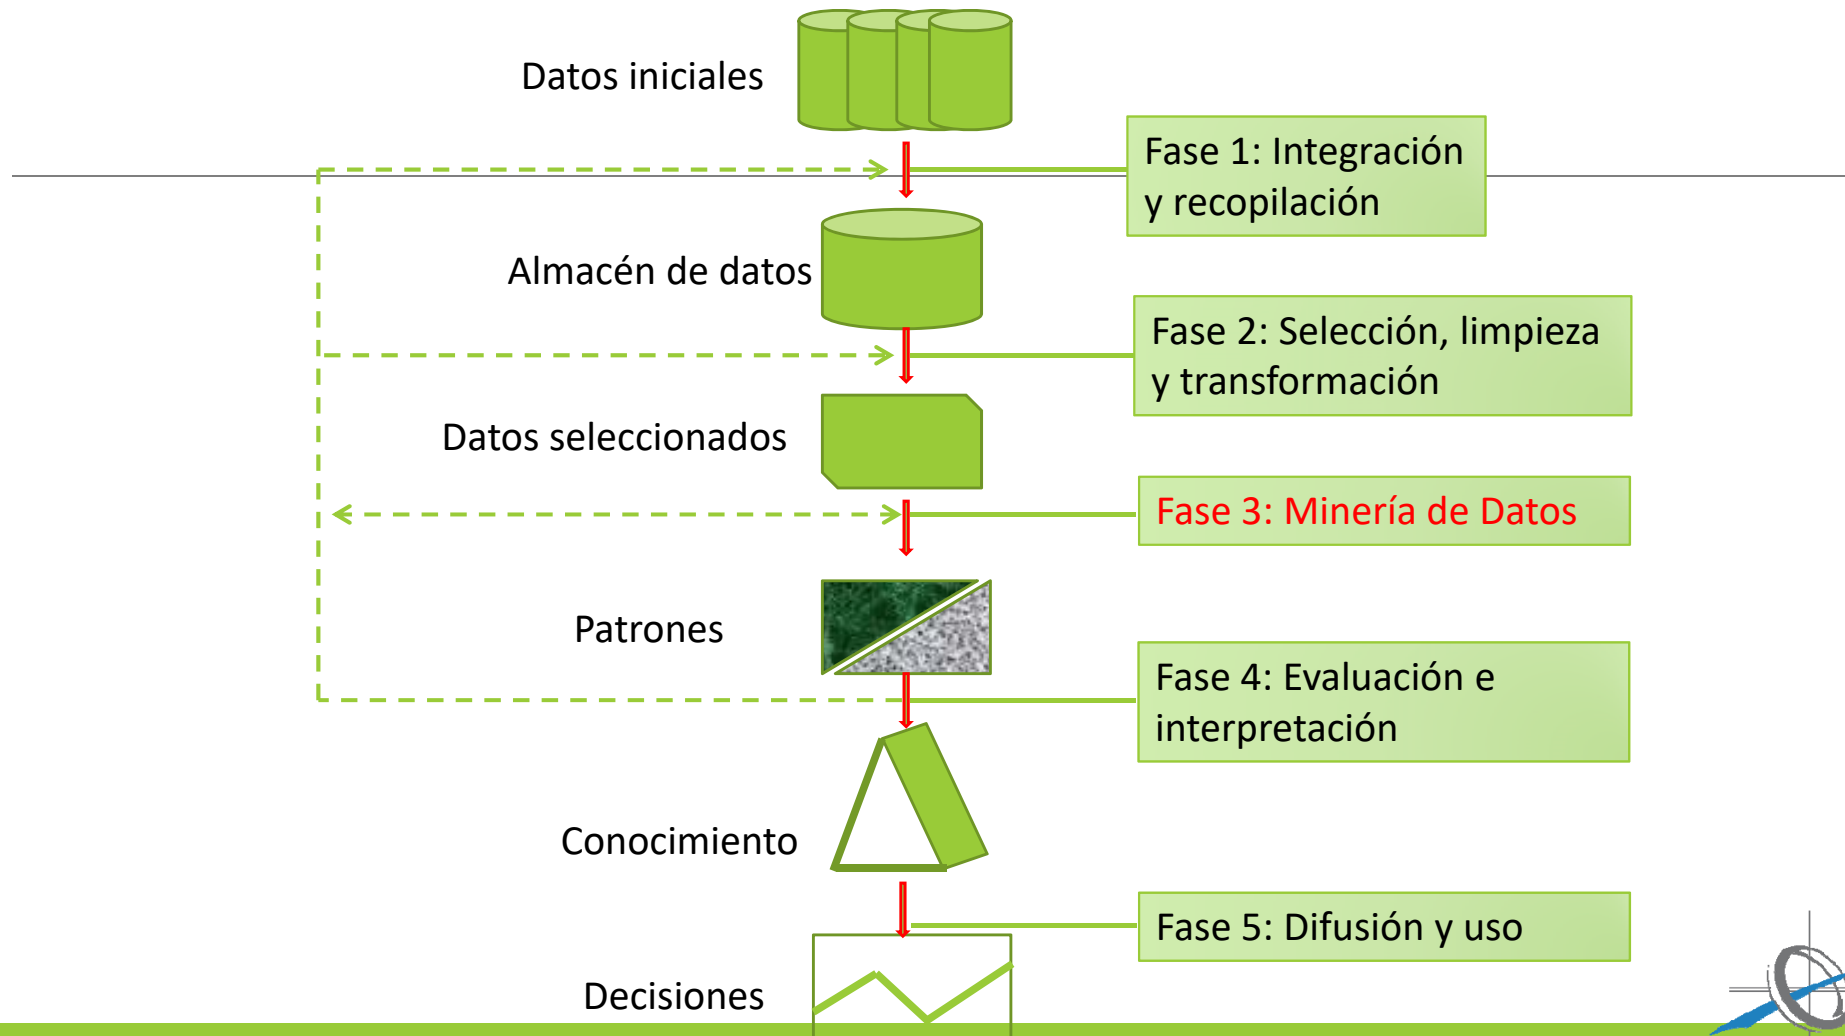 Datos iniciales
Fase 1: Integración
y recopilación
Almacén de datos
Fase 2: Selección, limpieza
y transformación
Datos seleccionados
Fase 3: Minería de Datos
Patrones
Fase 4: Evaluación e
interpretación
Conocimiento
Fase 5: Difusión y uso
Decisiones